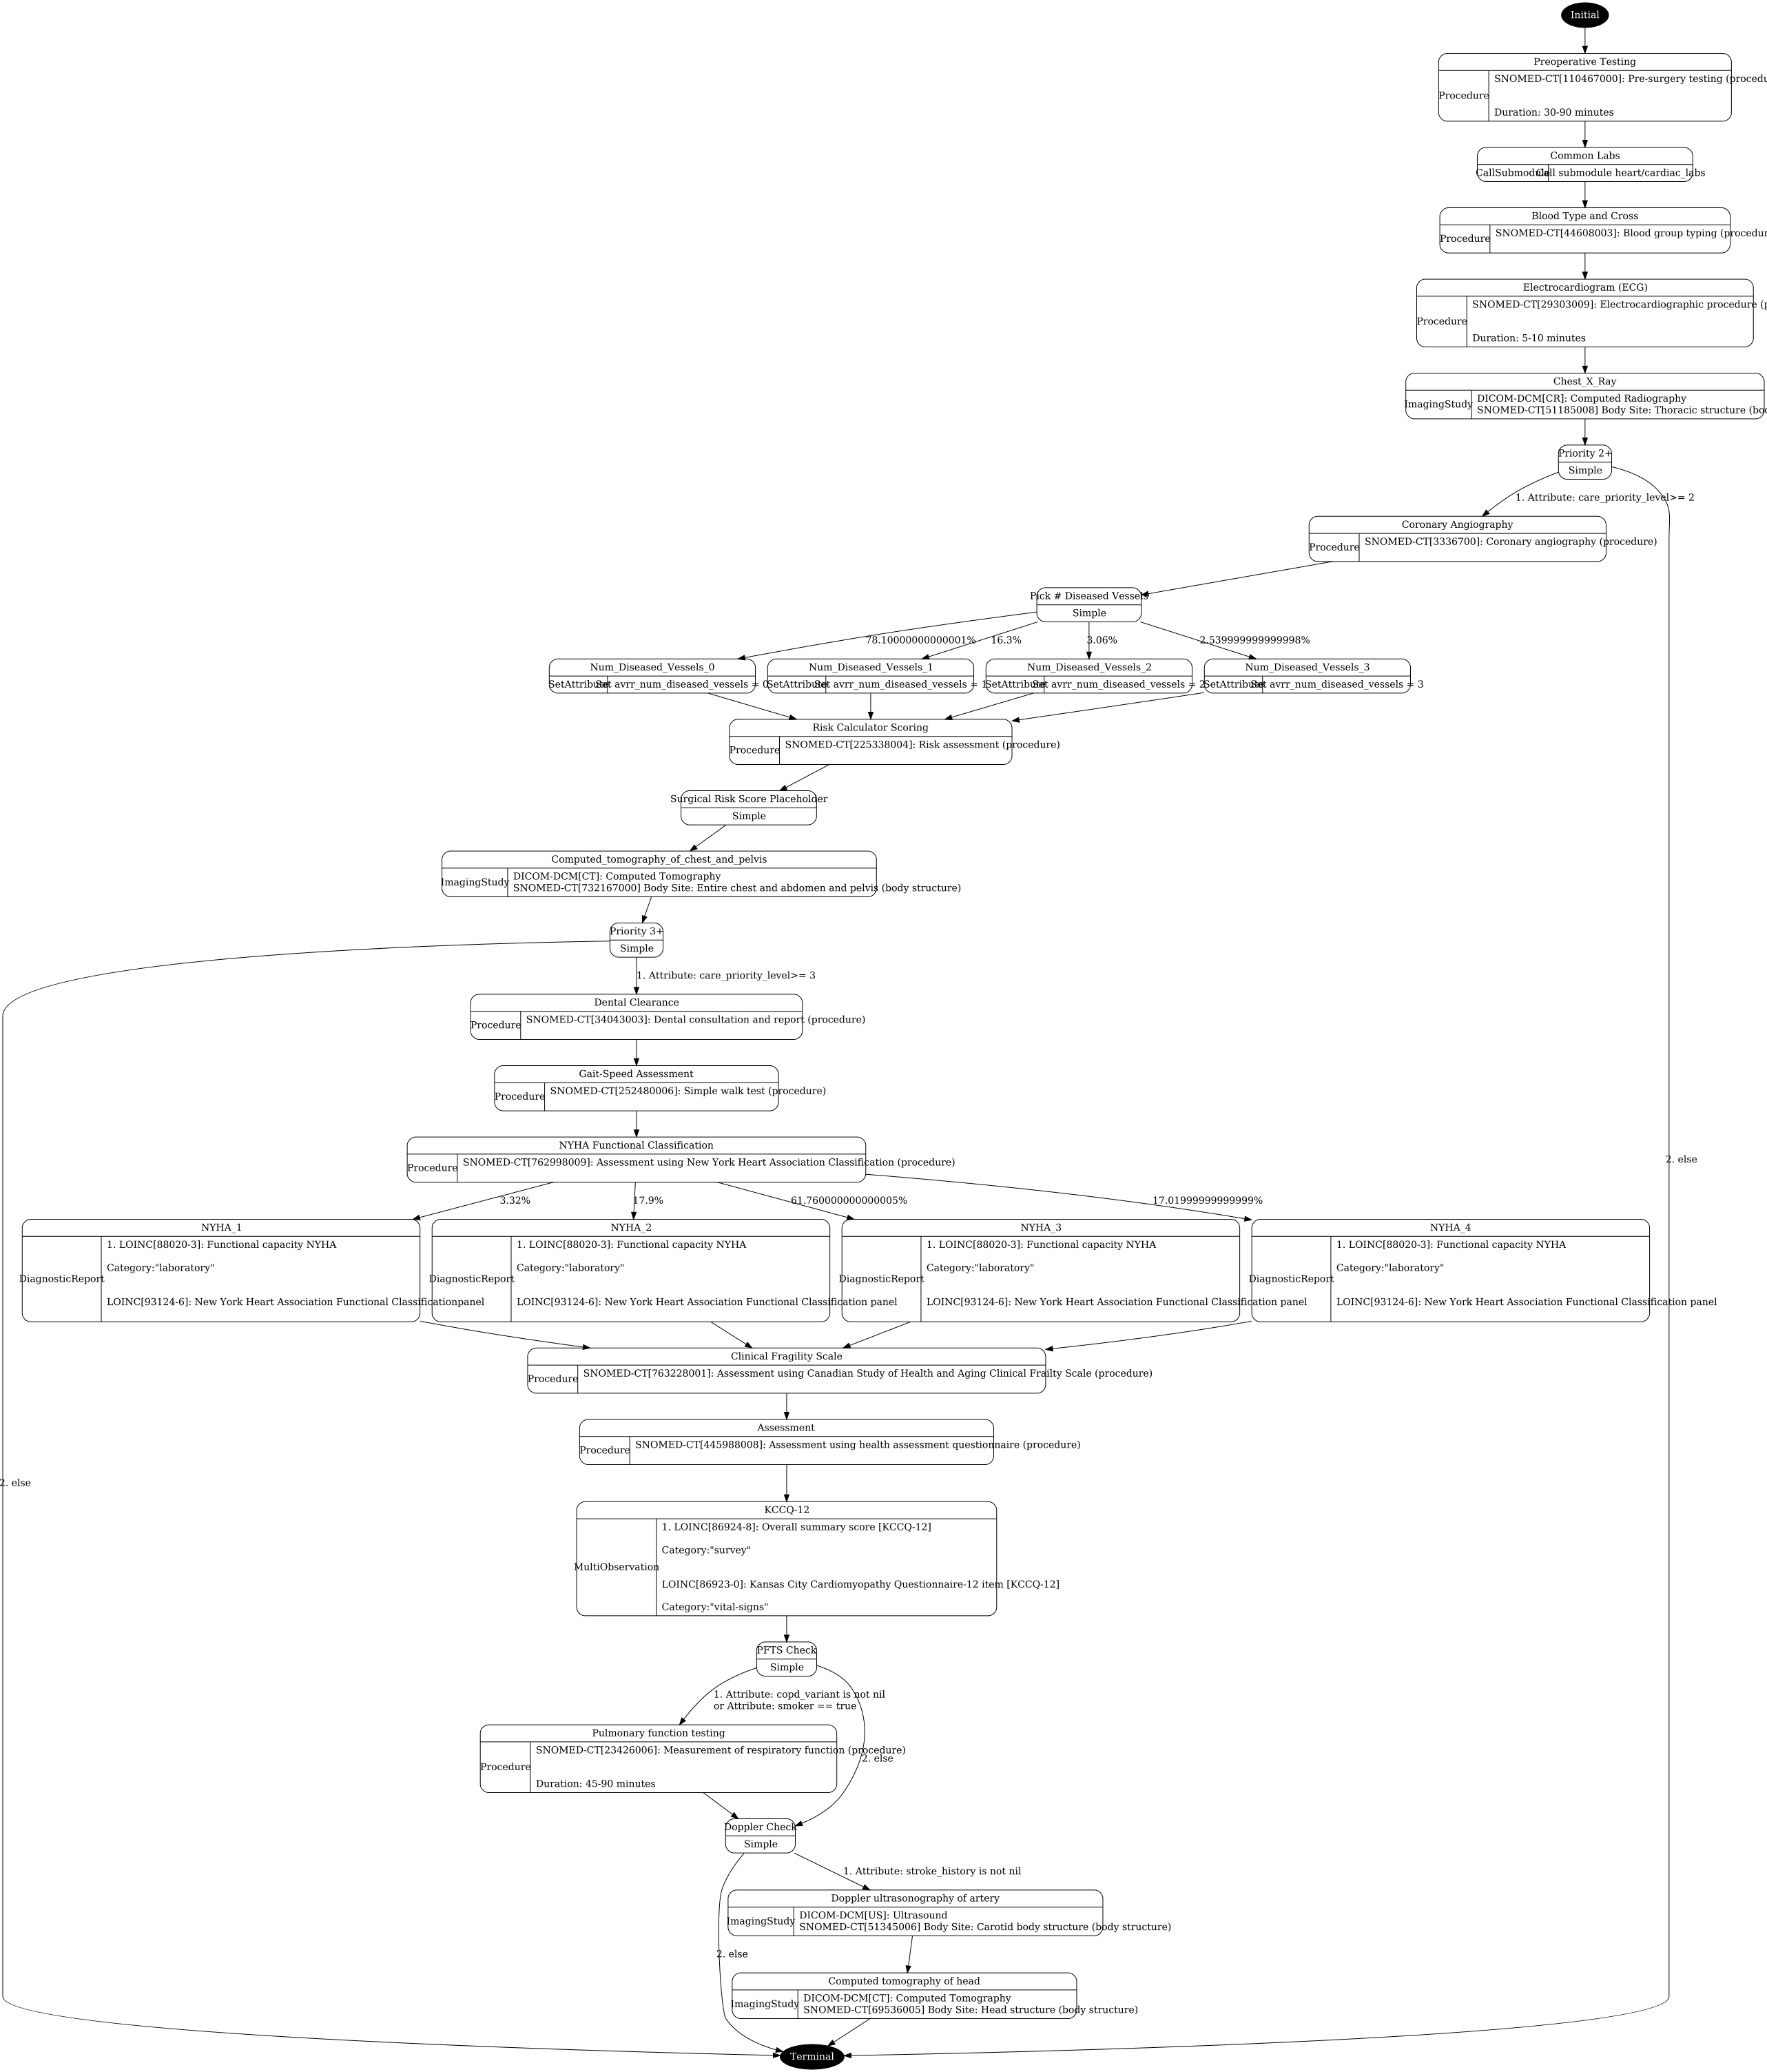 Initial
Preoperative Testing
Procedure
SNOMED-CT[110467000]: Pre-surgery testing (procedu
Duration: 30-90 minutes
Common Labs
CallSubmodule
Call submodule heart/cardiac_labs
Blood Type and Cross
Procedure
SNOMED-CT[44608003]: Blood group typing (procedur
Electrocardiogram (ECG)
Procedure
SNOMED-CT[29303009]: Electrocardiographic procedure (p
Duration: 5-10 minutes
Chest_X_Ray
ImagingStudy
DICOM-DCM[CR]: Computed Radiography
SNOMED-CT[51185008] Body Site: Thoracic structure (bod
Priority 2+
Simple
1. Attribute: care_priority_level>= 2
Coronary Angiography
Procedure
SNOMED-CT[3336700]: Coronary angiography (procedure)
Pick # Diseased Vessels
Simple
78.10000000000001%
16.3%
3.06%
2.539999999999998%
Num_Diseased_Vessels_0
SetAttribute
Set avrr_num_diseased_vessels = 0
Num_Diseased_Vessels_1
SetAttribute
Set avrr_num_diseased_vessels = 1
Num_Diseased_Vessels_2
SetAttribute
Set avrr_num_diseased_vessels = 2
Num_Diseased_Vessels_3
SetAttribute
Set avrr_num_diseased_vessels = 3
Risk Calculator Scoring
Procedure
SNOMED-CT[225338004]: Risk assessment (procedure)
Surgical Risk Score Placeholder
Simple
Computed_tomography_of_chest_and_pelvis
ImagingStudy
DICOM-DCM[CT]: Computed Tomography
SNOMED-CT[732167000] Body Site: Entire chest and abdomen and pelvis (body structure)
Priority 3+
Simple
1. Attribute: care_priority_level>= 3
Dental Clearance
Procedure
SNOMED-CT[34043003]: Dental consultation and report (procedure)
Gait-Speed Assessment
Procedure
SNOMED-CT[252480006]: Simple walk test (procedure)
NYHA Functional Classification
Procedure
SNOMED-CT[762998009]: Assessment using New York Heart Association Classification (procedure)
2. else
3.32%
17.9%
61.760000000000005%
17.01999999999999%
NYHA_1
DiagnosticReport
1. LOINC[88020-3]: Functional capacity NYHA
Category:"laboratory"
LOINC[93124-6]: New York Heart Association Functional Classificationpanel
NYHA_2
DiagnosticReport
1. LOINC[88020-3]: Functional capacity NYHA
Category:"laboratory"
LOINC[93124-6]: New York Heart Association Functional Classification panel
NYHA_3
DiagnosticReport
1. LOINC[88020-3]: Functional capacity NYHA
Category:"laboratory"
LOINC[93124-6]: New York Heart Association Functional Classification panel
NYHA_4
DiagnosticReport
1. LOINC[88020-3]: Functional capacity NYHA
Category:"laboratory"
LOINC[93124-6]: New York Heart Association Functional Classification panel
Clinical Fragility Scale
Procedure
SNOMED-CT[763228001]: Assessment using Canadian Study of Health and Aging Clinical Frailty Scale (procedure)
Assessment
Procedure
SNOMED-CT[445988008]: Assessment using health assessment questionnaire (procedure)
2. else
KCCQ-12
MultiObservation
1. LOINC[86924-8]: Overall summary score [KCCQ-12]
Category:"survey"
LOINC[86923-0]: Kansas City Cardiomyopathy Questionnaire-12 item [KCCQ-12]
Category:"vital-signs"
PFTS Check
Simple
1. Attribute: copd_variant is not nil
or Attribute: smoker == true
Pulmonary function testing
Procedure
SNOMED-CT[23426006]: Measurement of respiratory function (procedure)
Duration: 45-90 minutes
2. else
Doppler Check
Simple
1. Attribute: stroke_history is not nil
Doppler ultrasonography of artery
ImagingStudy
DICOM-DCM[US]: Ultrasound
SNOMED-CT[51345006] Body Site: Carotid body structure (body structure)
2. else
Computed tomography of head
ImagingStudy
DICOM-DCM[CT]: Computed Tomography
SNOMED-CT[69536005] Body Site: Head structure (body structure)
Terminal